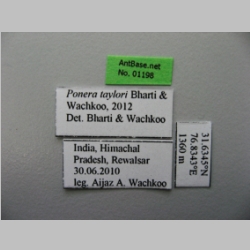 AntBase.net
No. 01198
Ponera taylori Bharti &
Wachkoo, 2012
Det. Bharti & Wachkoo
India, Himachal
Pradesh, Rewalsar
30.06.2010
leg. Aijaz A. Wachkoo
31.6345°N
76.8343°E
1360 m